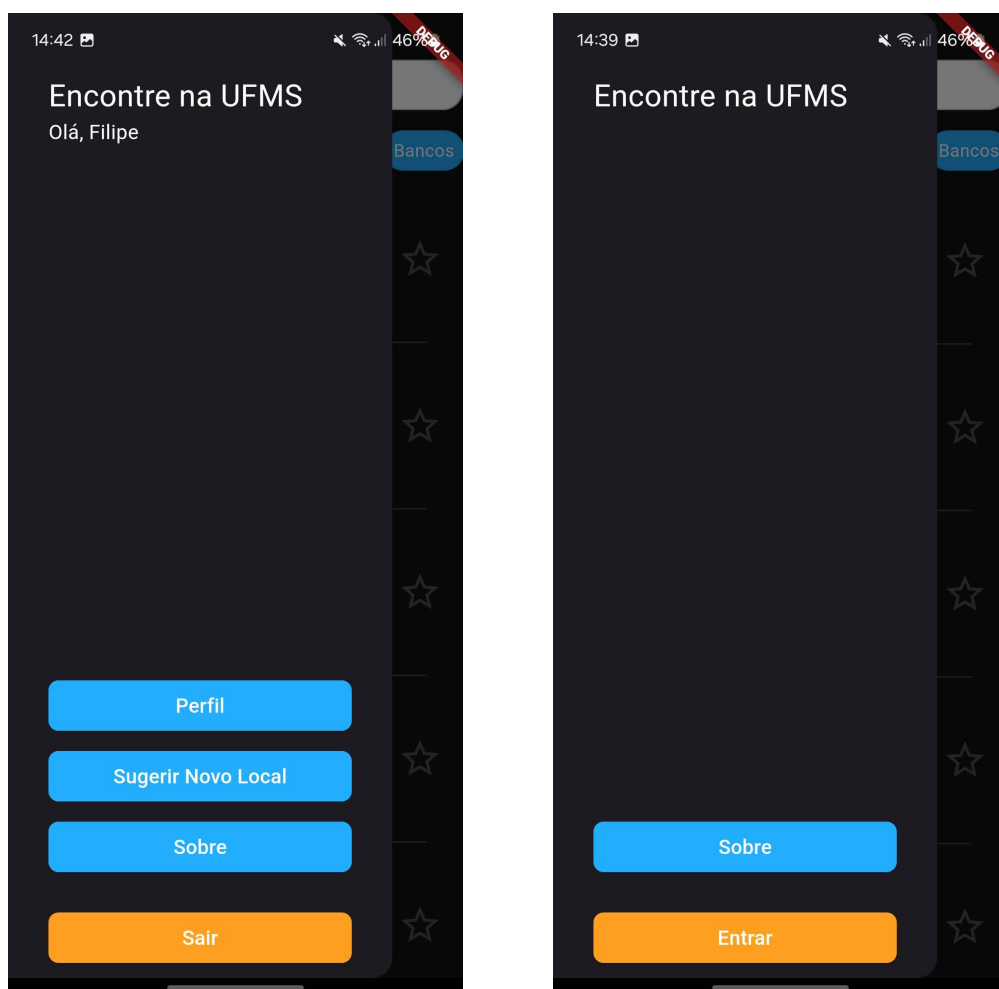 14:42
46%
DEBUG
Encontre na UFMS
Olá, Filipe
Bancos
Perfil
Sugerir Novo Local
Sobre
Sair
14:39
46%
DEBUG
Encontre na UFMS
Bancos
Sobre
Entrar